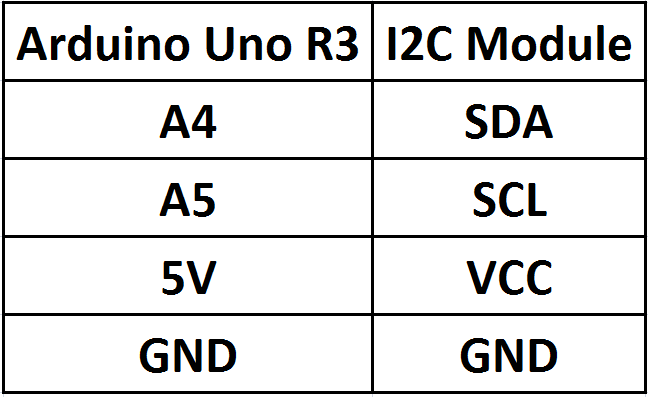 Arduino Uno R3 I2C Module
A4 SDA
A5 SCL
5V VCC
GND GND